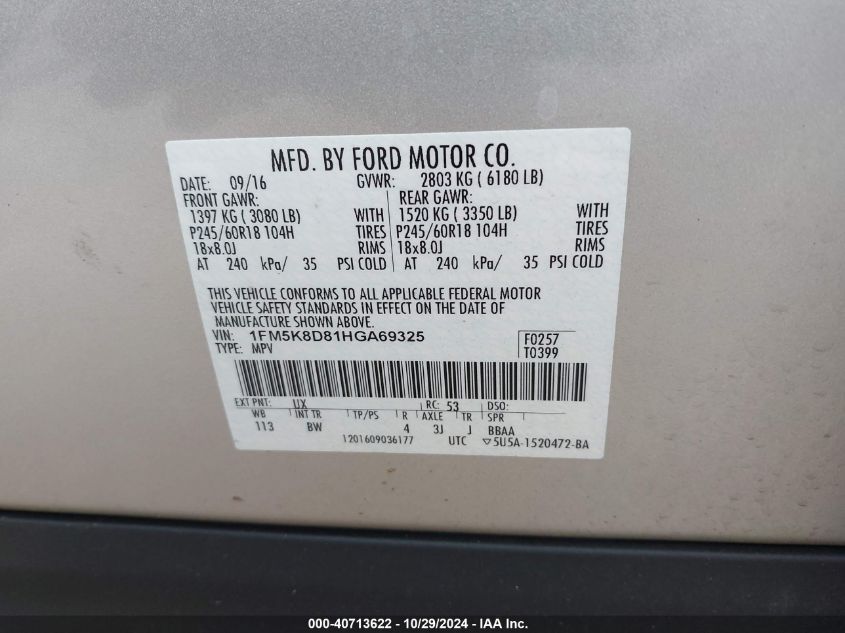 MFD. BY FORD MOTOR CO.
DATE: 09/16 GVWR: 2803 KG ( 6180 LB)
FRONT GAWR: REAR GAWR:
1397 KG ( 3080 LB) WITH 1520 KG ( 3350 LB) WITH
P245/60R18 104H TIRES P245/60R18 104H TIRES
18x8.0J RIMS 18x8.0J RIMS
AT 240 kPa/ 35 PSI COLD AT 240 kPa/ 35 PSI COLD
THIS VEHICLE CONFORMS TO ALL APPLICABLE FEDERAL MOTOR
VEHICLE SAFETY STANDARDS IN EFFECT ON THE DATE OF
MANUFACTURE SHOWN ABOVE.
VIN: 1FM5K8D81HGA69325 F0257
TYPE: MPV T0399
EXT PNT: UX RC: 53 DSO:
WB INT TR TP/PS R AXLE TR SPR
113 BW 4 3J J BBAA
1201609036177 UTC ▽5U5A-1520472-BA
000-40713622 - 10/29/2024 - IAA Inc.